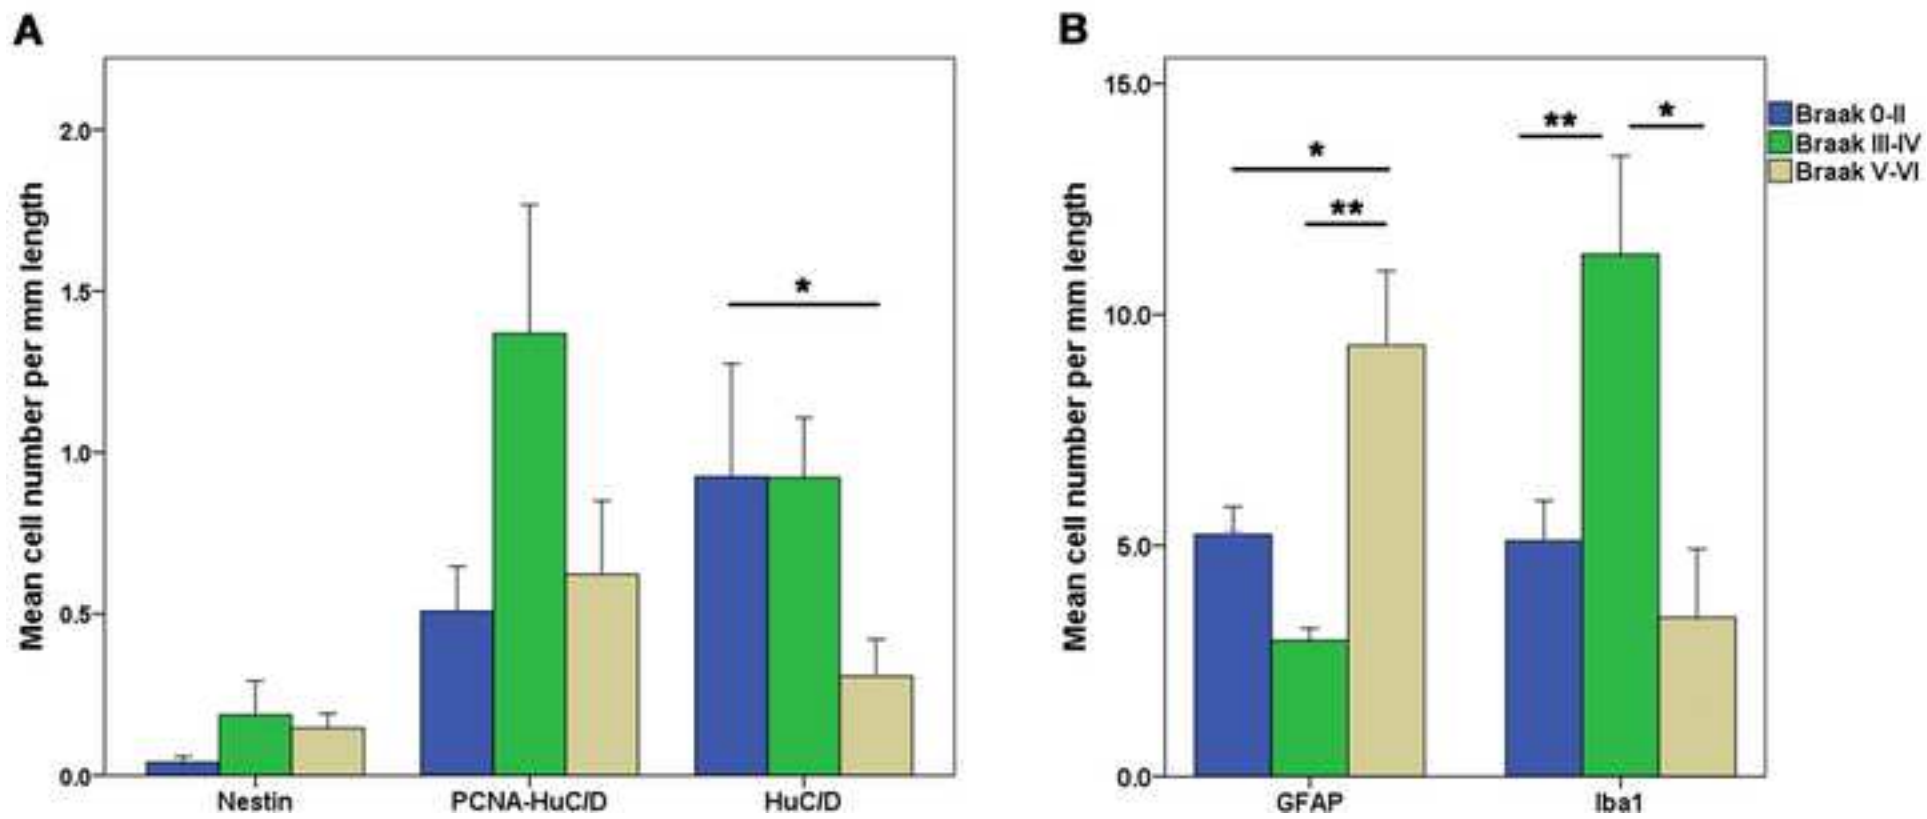 A
Mean cell number per mm length
2.0
1.5
1.0
0.5
0.0
*
Nestin PCNA-HuC/D HuC/D
B
Mean cell number per mm length
15.0
10.0
5.0
0.0
*
**
**
*
GFAP Iba1
Braak 0-II
Braak III-IV
Braak V-VI